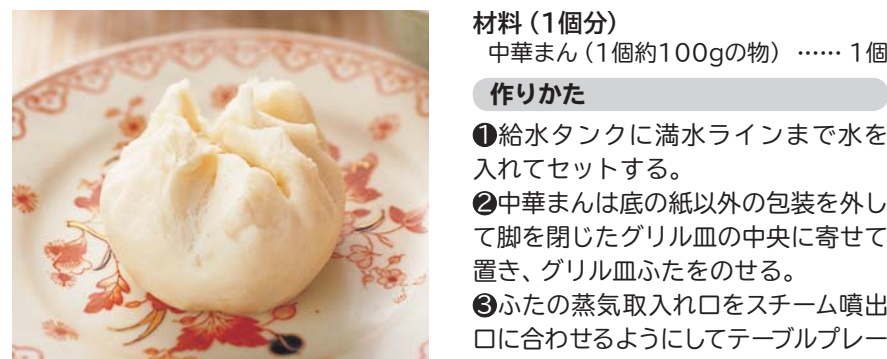 材料（1個分）
中華まん（1個約100gの物） …… 1個
作りかた
❶給水タンクに満水ラインまで水を
入れてセットする。
❷中華まんは底の紙以外の包装を外し
て脚を閉じたグリル皿の中央に寄せて
置き、グリル皿ふたをのせる。
❸ふたの蒸気取入れ口をスチーム噴出
口に合わせるようにしてテーブルプレー